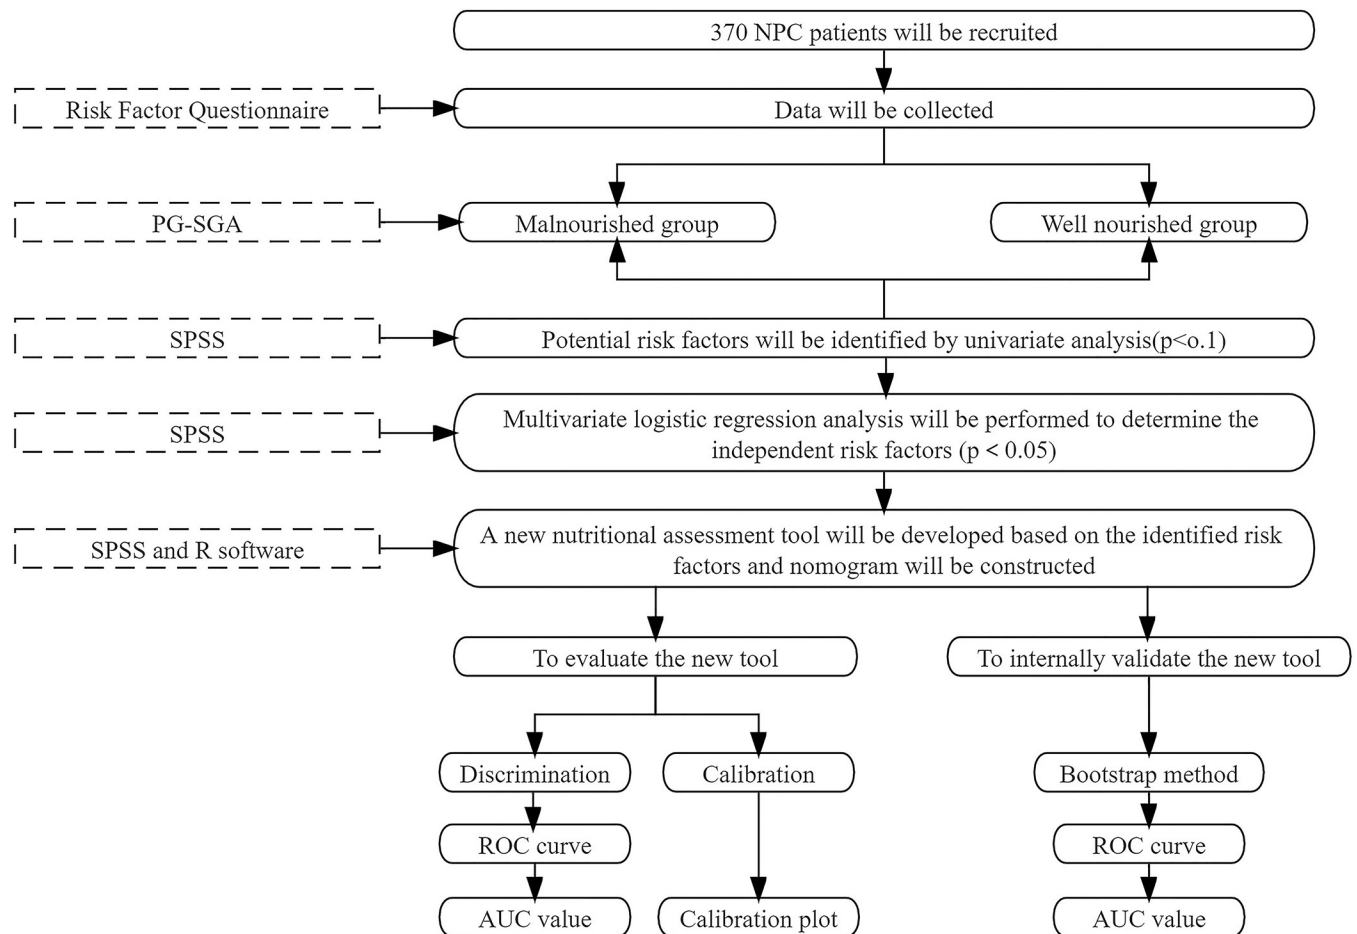 370 NPC patients will be recruited
Risk Factor Questionnaire
Data will be collected
PG-SGA
Malnourished group
Well nourished group
SPSS
Potential risk factors will be identified by univariate analysis(p<o.1)
SPSS
Multivariate logistic regression analysis will be performed to determine the
independent risk factors (p < 0.05)
SPSS and R software
A new nutritional assessment tool will be developed based on the identified risk
factors and nomogram will be constructed
To evaluate the new tool
To internally validate the new tool
Discrimination
Calibration
Bootstrap method
ROC curve
ROC curve
AUC value
Calibration plot
AUC value